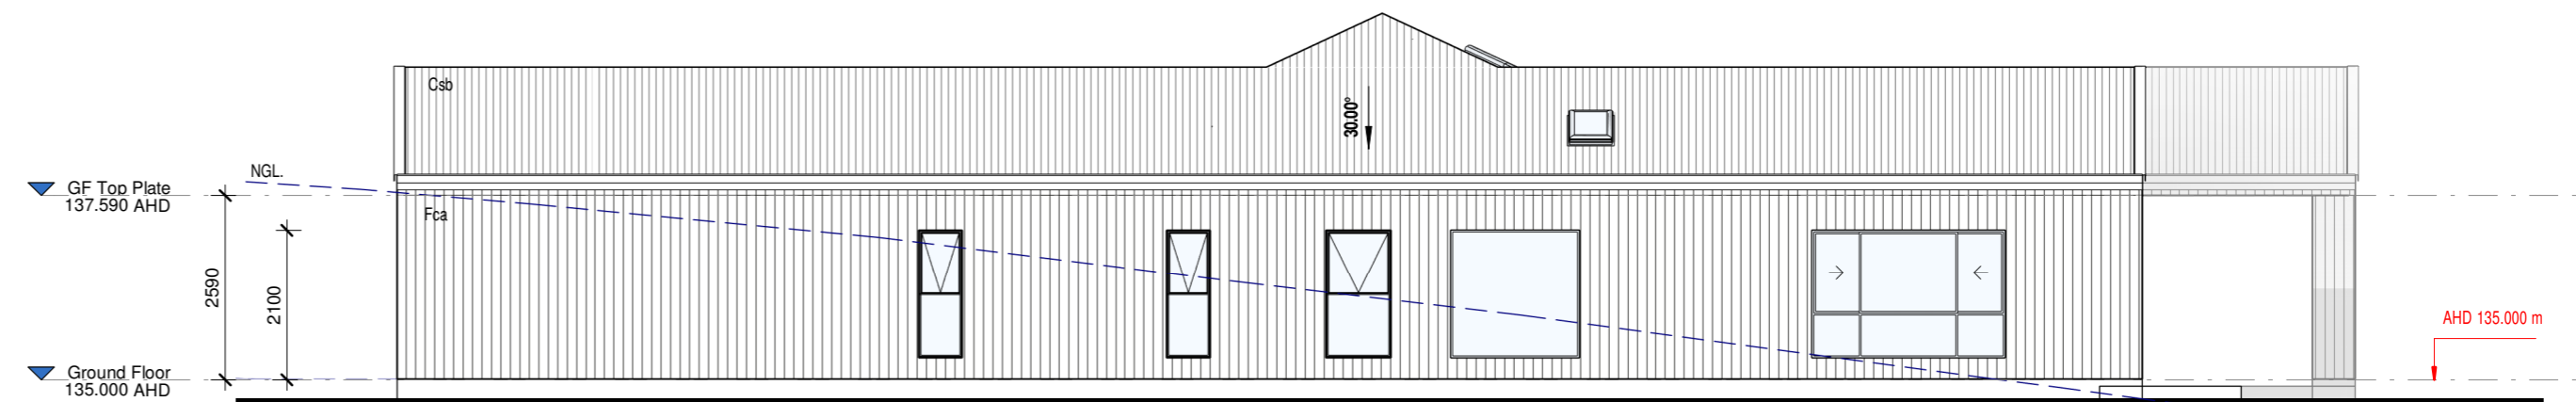 Csb
30.00°
NGL.
GF Top Plate
137.590 AHD
Fca
2590
2100
AHD 135.000 m
Ground Floor
135.000 AHD